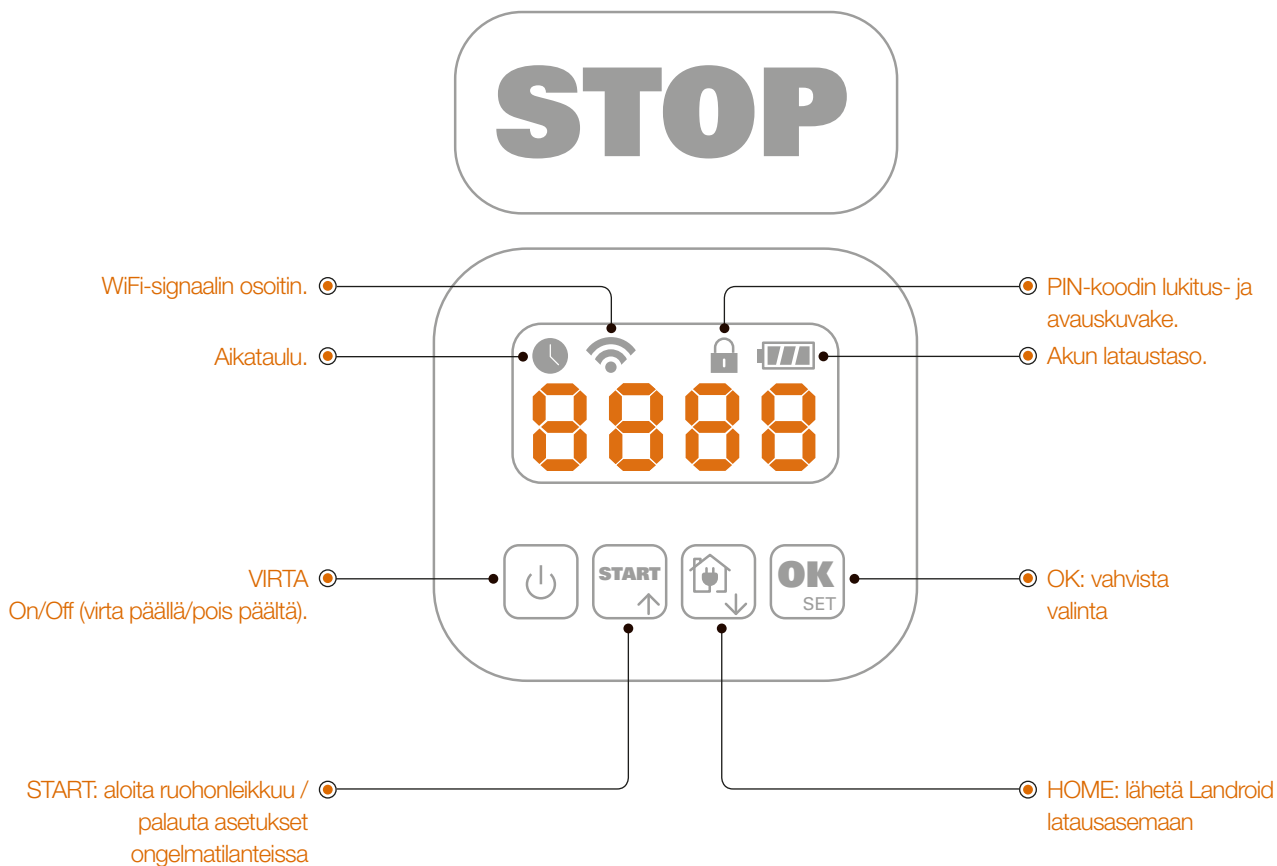 STOP
WiFi-signaalin osoitin.
Aikataulu.
PIN-koodin lukitus- ja
avauskuvake.
Akun lataustaso.
8888
START
OK
SET
VIRTA
On/Off (virta päällä/pois päältä).
OK: vahvista
valinta
START: aloita ruohonleikkuu /
palauta asetukset
ongelmatilanteissa
HOME: lähetä Landroid
latausasemaan